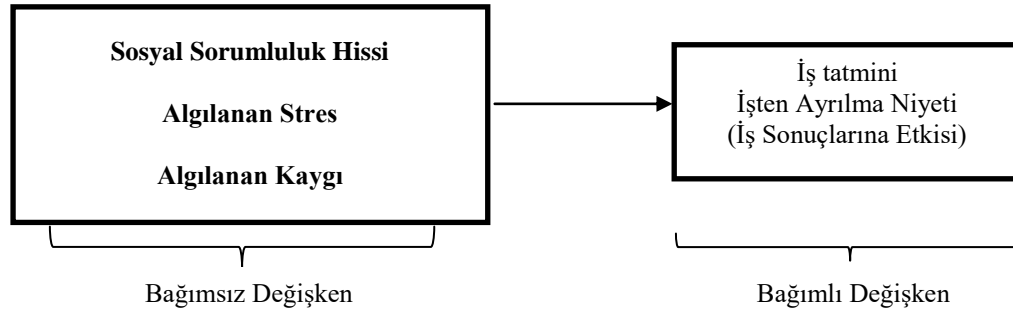 Sosyal Sorumluluk Hissi
Algılanan Stres
Algılanan Kaygı
İş tatmini
İşten Ayrılma Niyeti
(İş Sonuçlarına Etkisi)
Bağımsız Değişken
Bağımlı Değişken